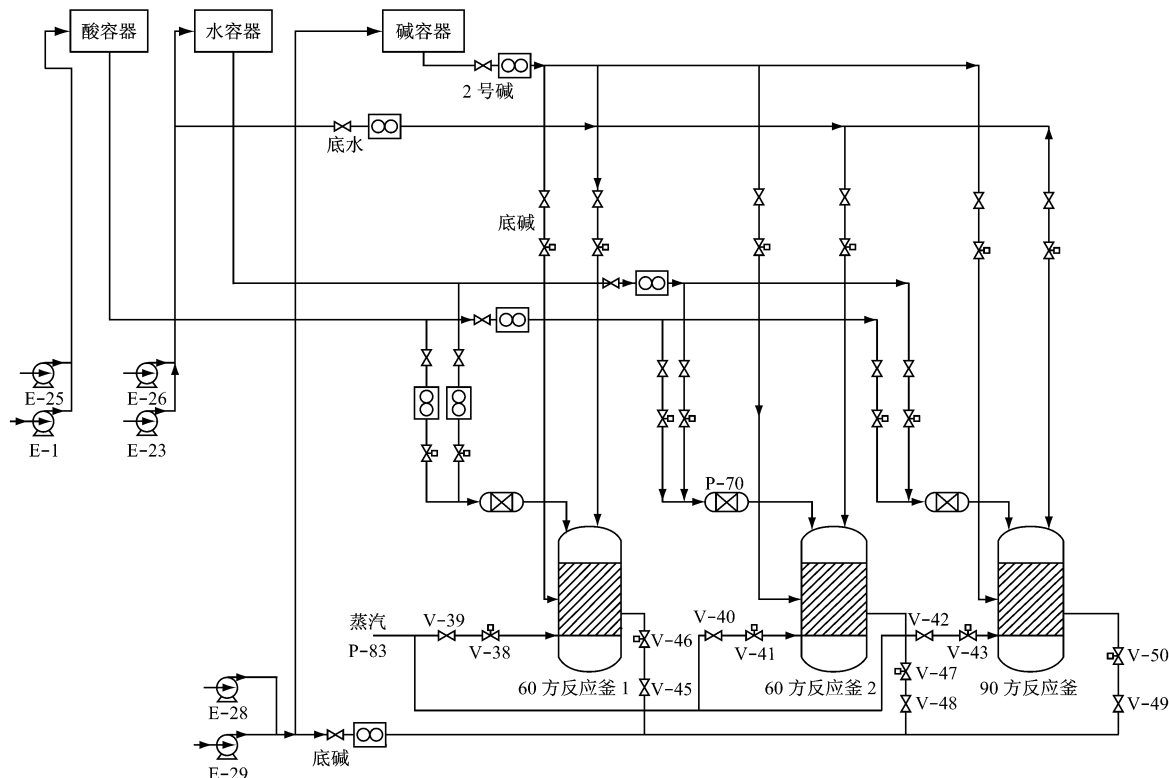 酸容器
水容器
碱容器
2 号碱
底水
底碱
E-25
E-26
E-1
E-23
P-70
蒸汽
V-39
V-40
V-42
P-83
V-38
V-46
V-41
V-43
V-50
V-47
60 方反应釜 1
V-45
60 方反应釜 2
90 方反应釜
V-48
V-49
E-28
底碱
E-29